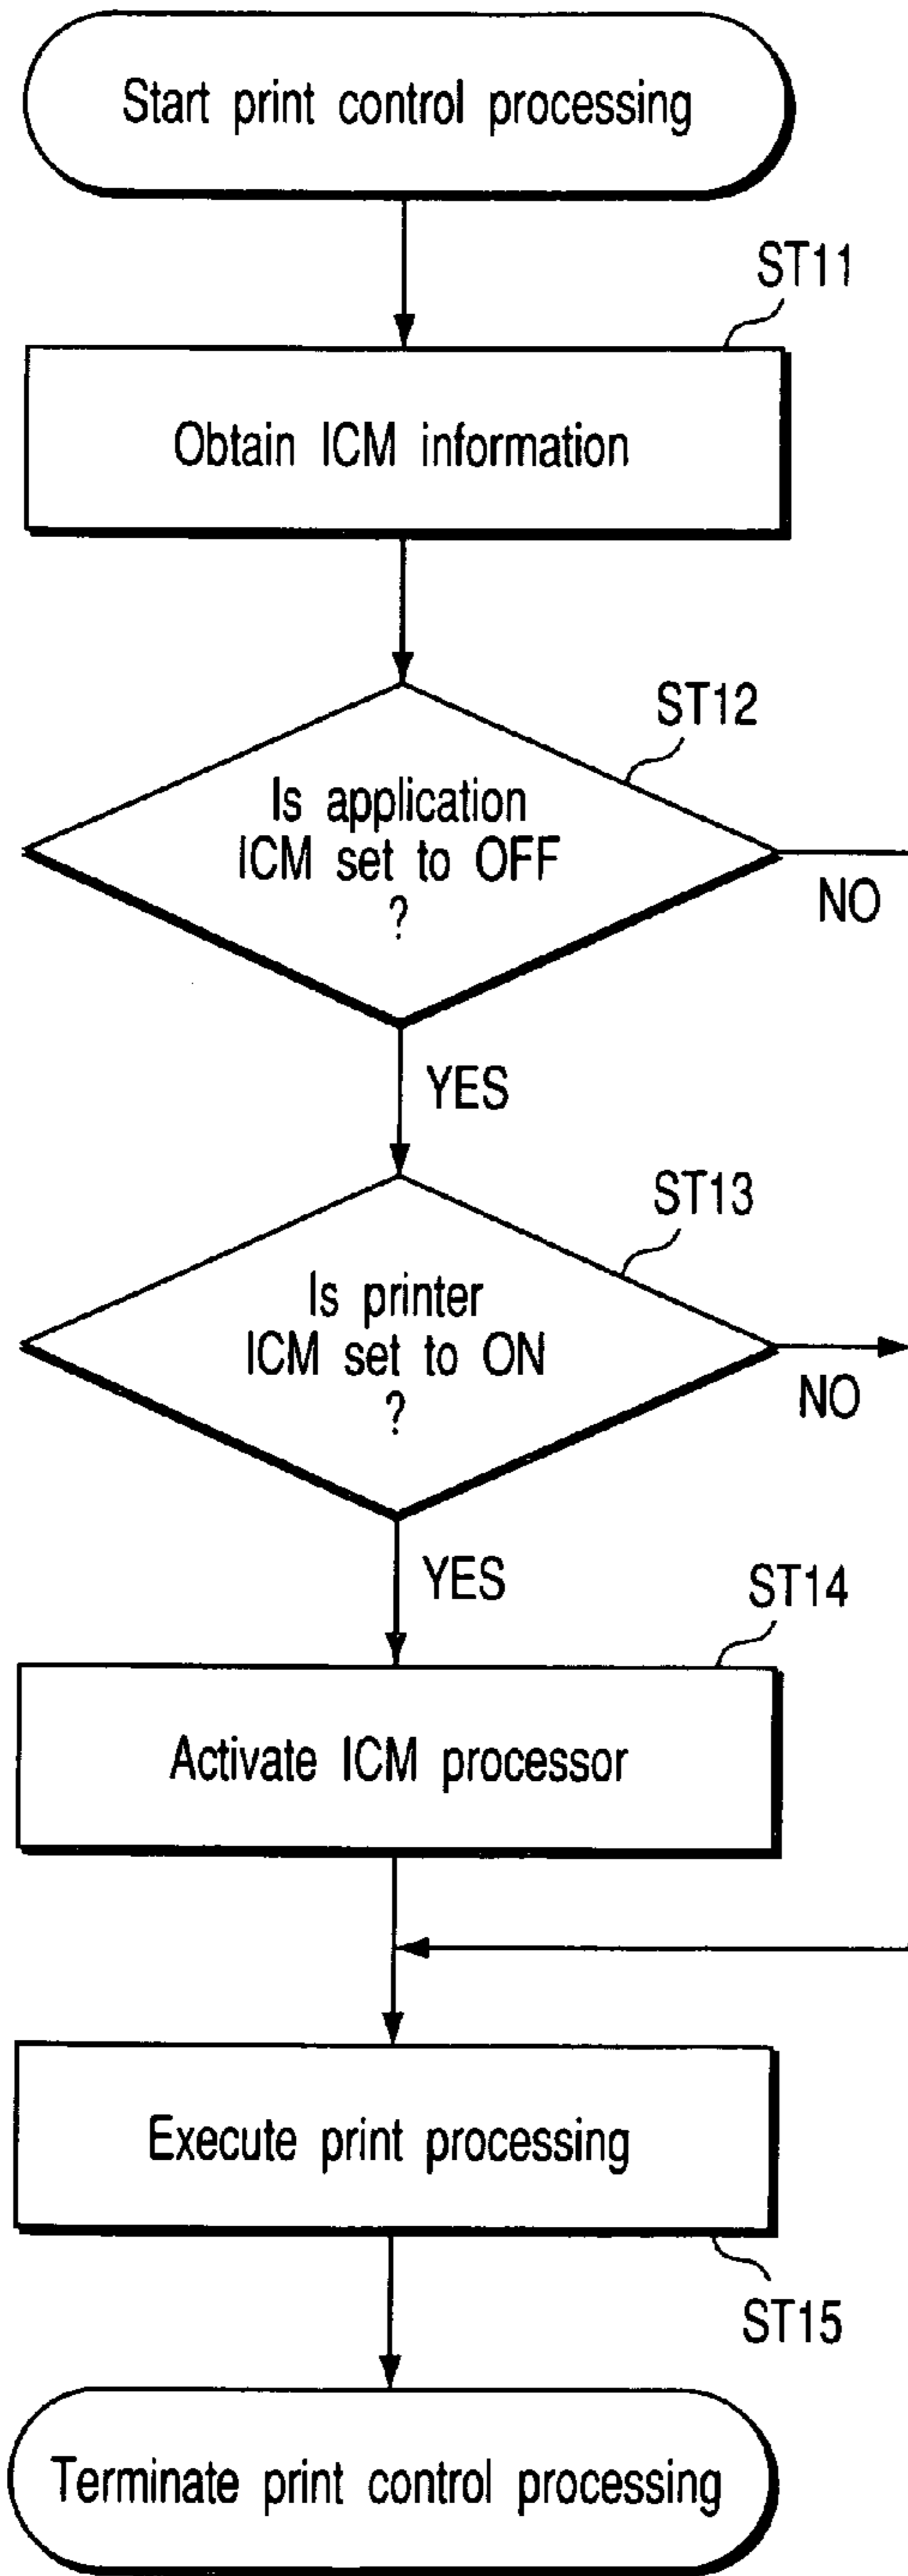 Start print control processing
ST11
Obtain ICM information
ST12
Is application
ICM set to OFF
?
NO
YES
ST13
Is printer
ICM set to ON
?
NO
YES
ST14
Activate ICM processor
Execute print processing
ST15
Terminate print control processing